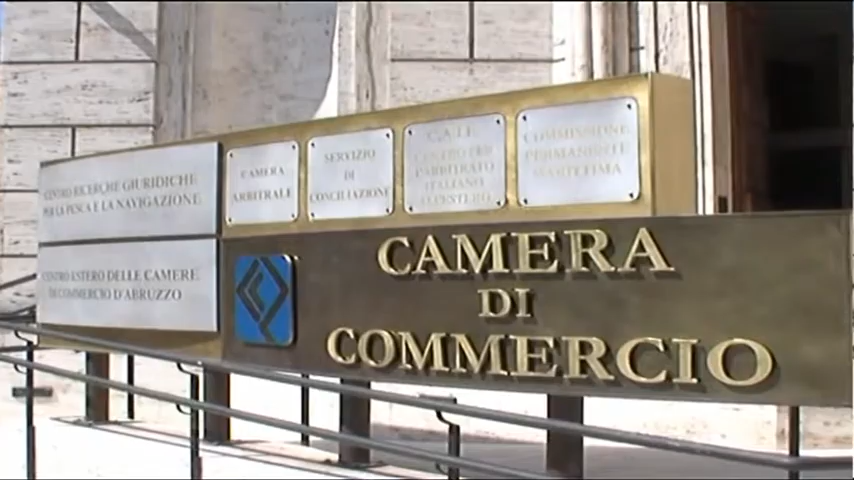 CENTRO RICERCHE GIURIDICHE
PER LA PESCA E LA NAVIGAZIONE
CENTRO ESTERO DELLE CAMERE
DI COMMERCIO D'ABRUZZO
CAMERA
ARBITRALE
SERVIZIO
DI
CONCILIAZIONE
CENTRO PER
ARBITRATO
ITALIANO
ALL'ESTERO
COMMISSIONE
PERMANENTE
MARITTIMA
CAMERA
DI
COMMERCIO